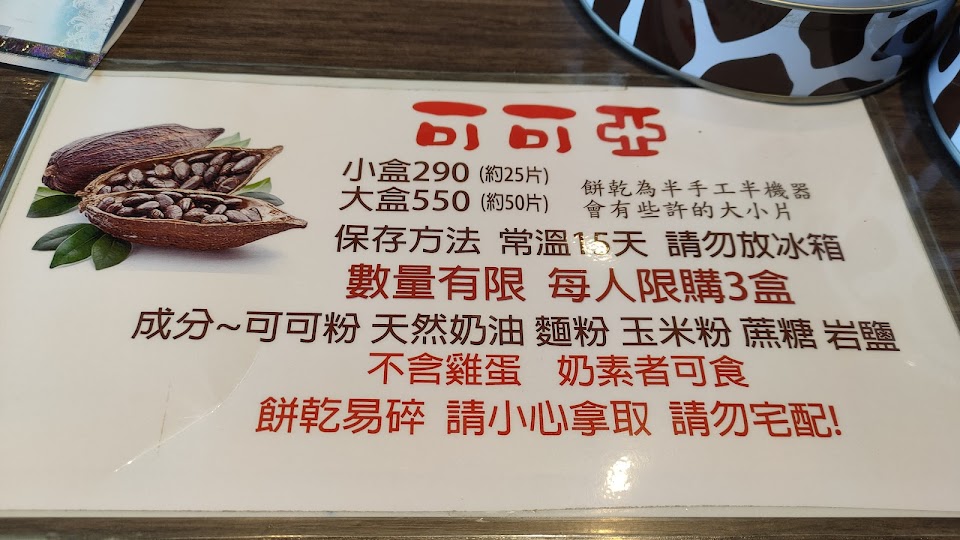 可可亞
小盒290 (約25片)
大盒550 (約50片)
餅乾為半手工半機器
會有些許的大小片
保存方法 常溫15天 請勿放冰箱
數量有限 每人限購3盒
成分~可可粉 天然奶油 麵粉 玉米粉 蔗糖 岩鹽
不含雞蛋 奶素者可食
餅乾易碎 請小心拿取 請勿宅配!